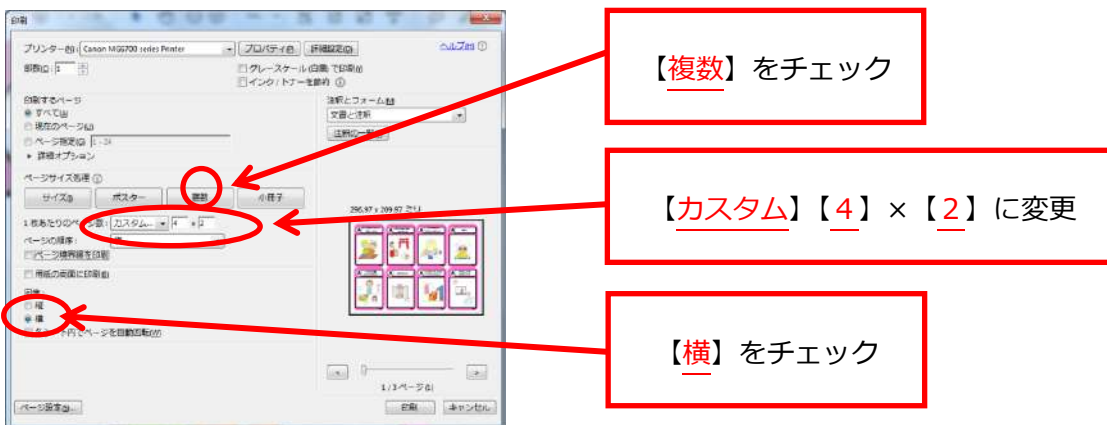 印刷
プリンター(N): Canon MG6700 series Printer プロパティ(P) 詳細設定(D) ヘルプ(H)
部数(C): 1 グレースケール(白黒)で印刷(Y)
インク/トナーを節約
印刷するページ 注釈とフォーム(M)
すべて(A) 文書と注釈
現在のページ(U)
ページ指定(G) 1 - 24
詳細オプション
ページサイズ処理
サイズ(I) ポスター 複数 小冊子
1 枚あたりのページ数: カスタム... 4 x 2
ページの順序:
ページ境界線を印刷
用紙の両面に印刷(B)
縦
横
ページを自動回転(W)
296.97 x 209.97
1 / 3 ページ(1)
ページ設定(S)... 印刷 キャンセル
【複数】をチェック
【カスタム】【4】×【2】に変更
【横】をチェック